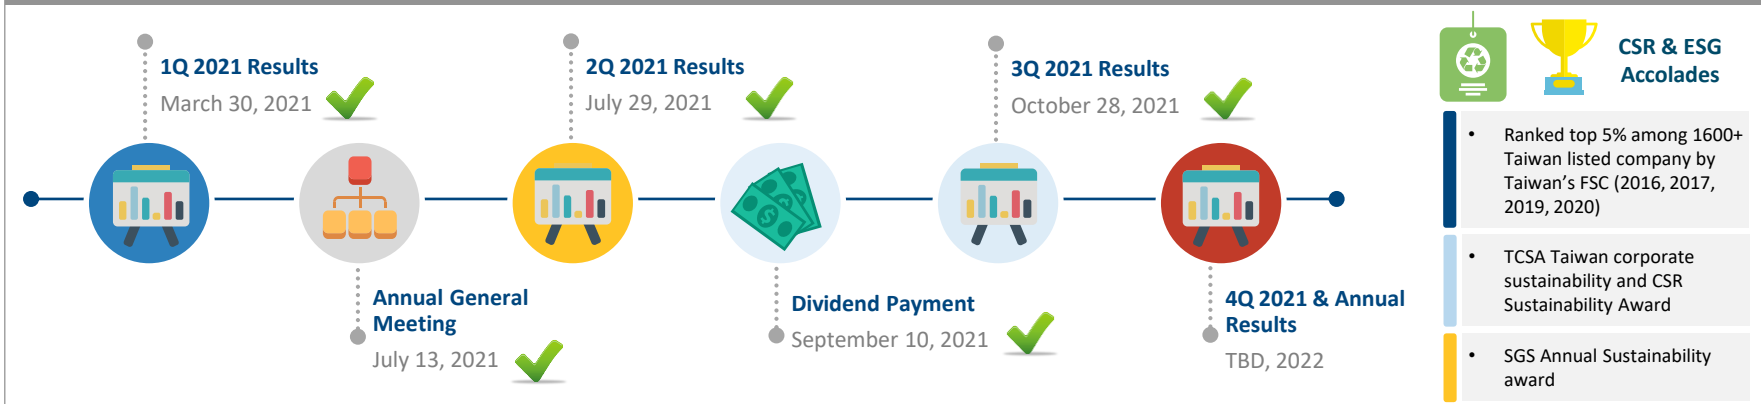 1Q 2021 Results
March 30, 2021
Annual General
Meeting
July 13, 2021
2Q 2021 Results
July 29, 2021
Dividend Payment
September 10, 2021
3Q 2021 Results
October 28, 2021
4Q 2021 & Annual
Results
TBD, 2022
CSR & ESG
Accolades
• Ranked top 5% among 1600+
Taiwan listed company by
Taiwan’s FSC (2016, 2017,
2019, 2020)
• TCSA Taiwan corporate
sustainability and CSR
Sustainability Award
• SGS Annual Sustainability
award